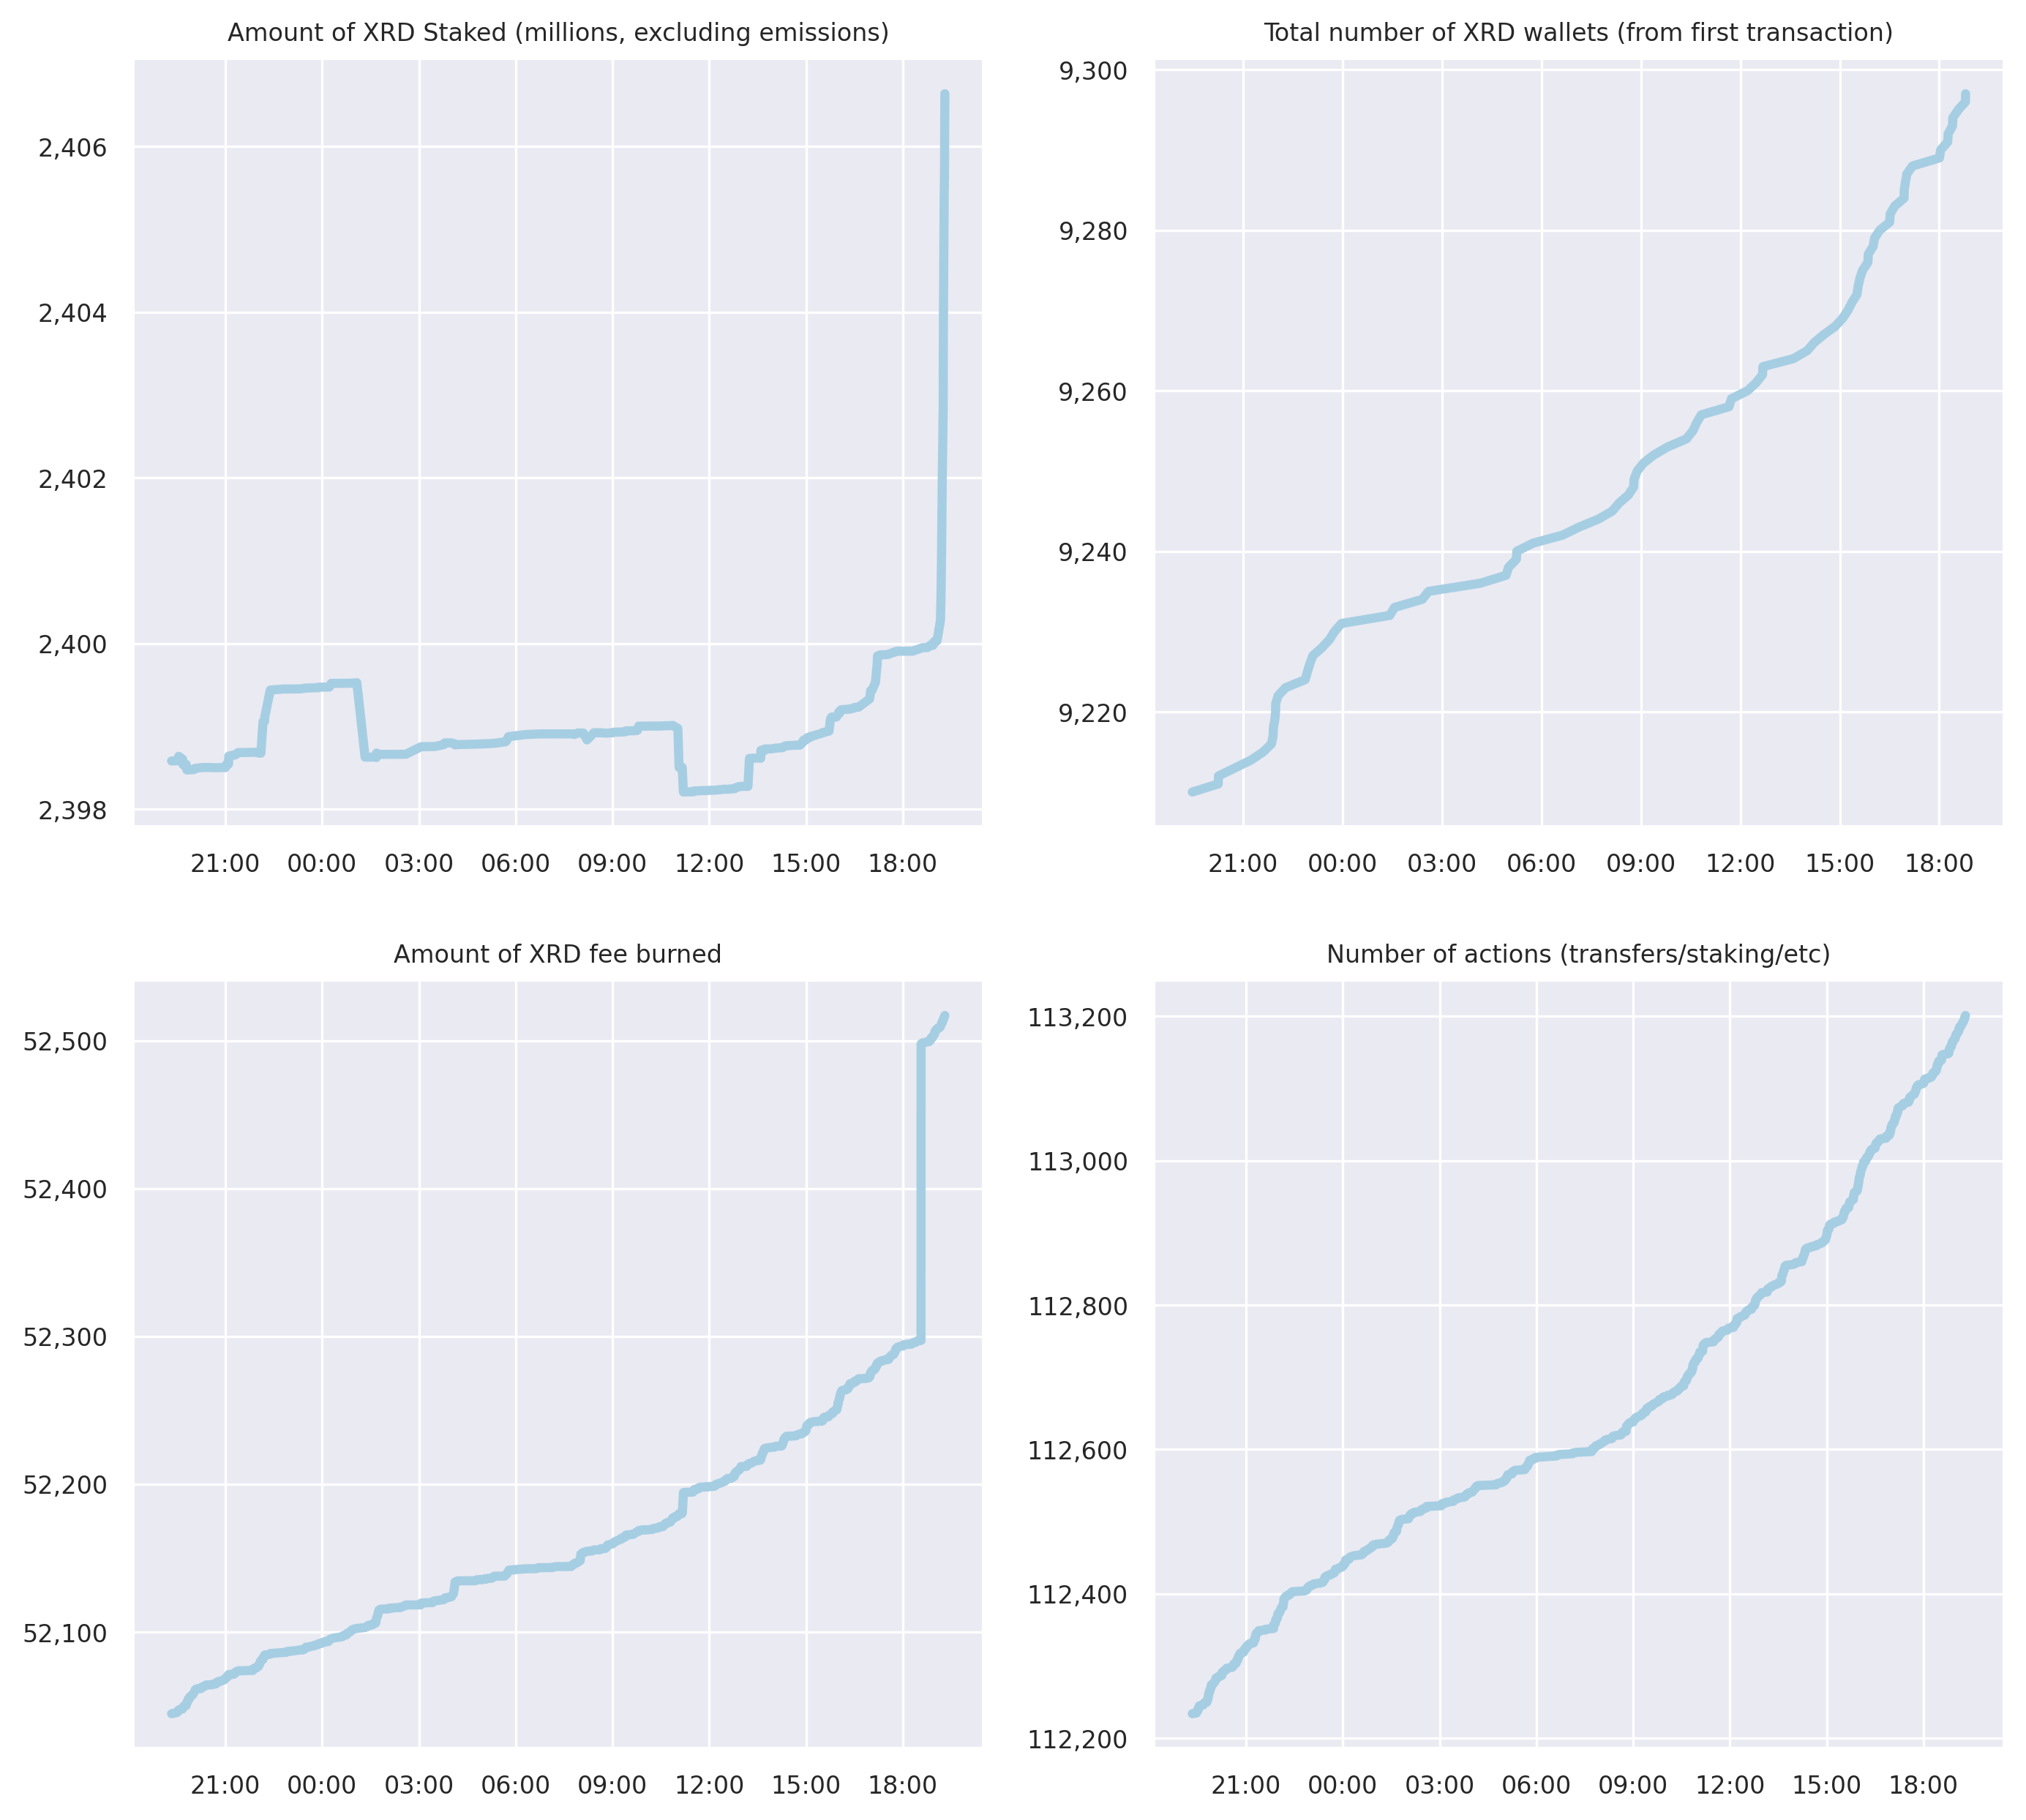 Amount of XRD Staked (millions, excluding emissions)
2,406
2,404
2,402
2,400
2,398
21:00 00:00 03:00 06:00 09:00 12:00 15:00 18:00
Total number of XRD wallets (from first transaction)
9,300
9,280
9,260
9,240
9,220
21:00 00:00 03:00 06:00 09:00 12:00 15:00 18:00
Amount of XRD fee burned
52,500
52,400
52,300
52,200
52,100
21:00 00:00 03:00 06:00 09:00 12:00 15:00 18:00
Number of actions (transfers/staking/etc)
113,200
113,000
112,800
112,600
112,400
112,200
21:00 00:00 03:00 06:00 09:00 12:00 15:00 18:00